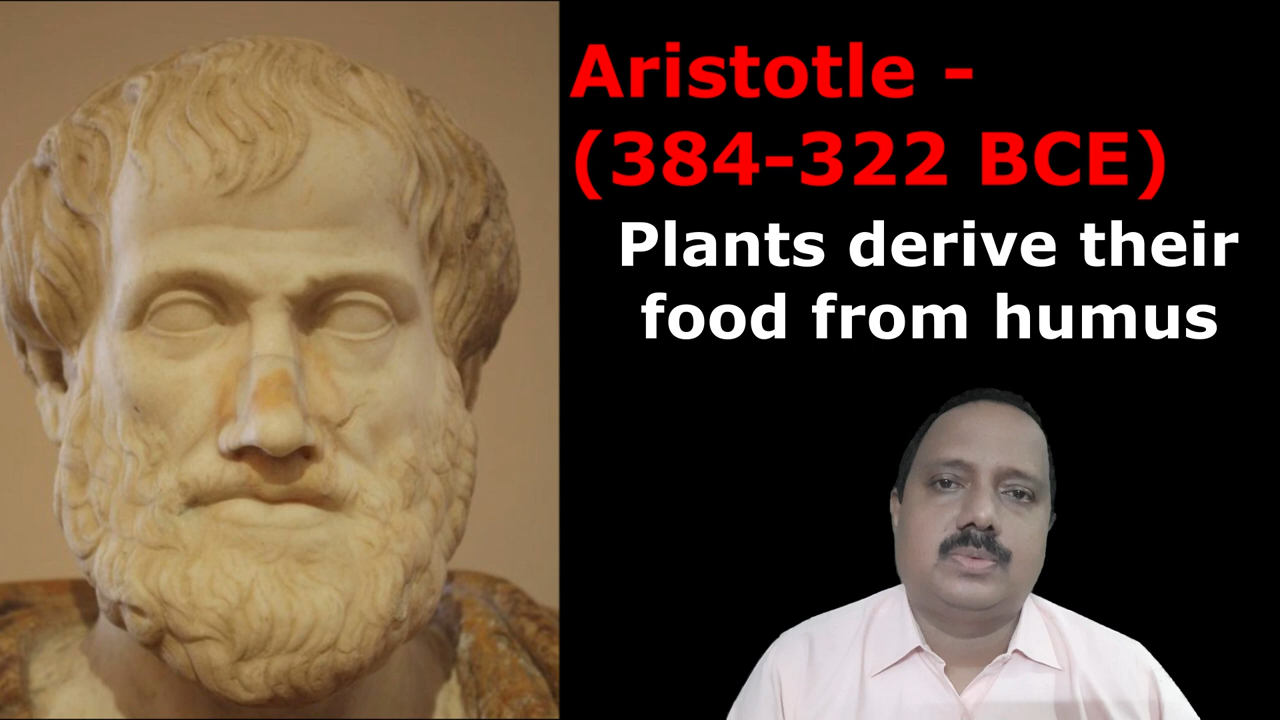 Aristotle -
(384-322 BCE)
Plants derive their
food from humus